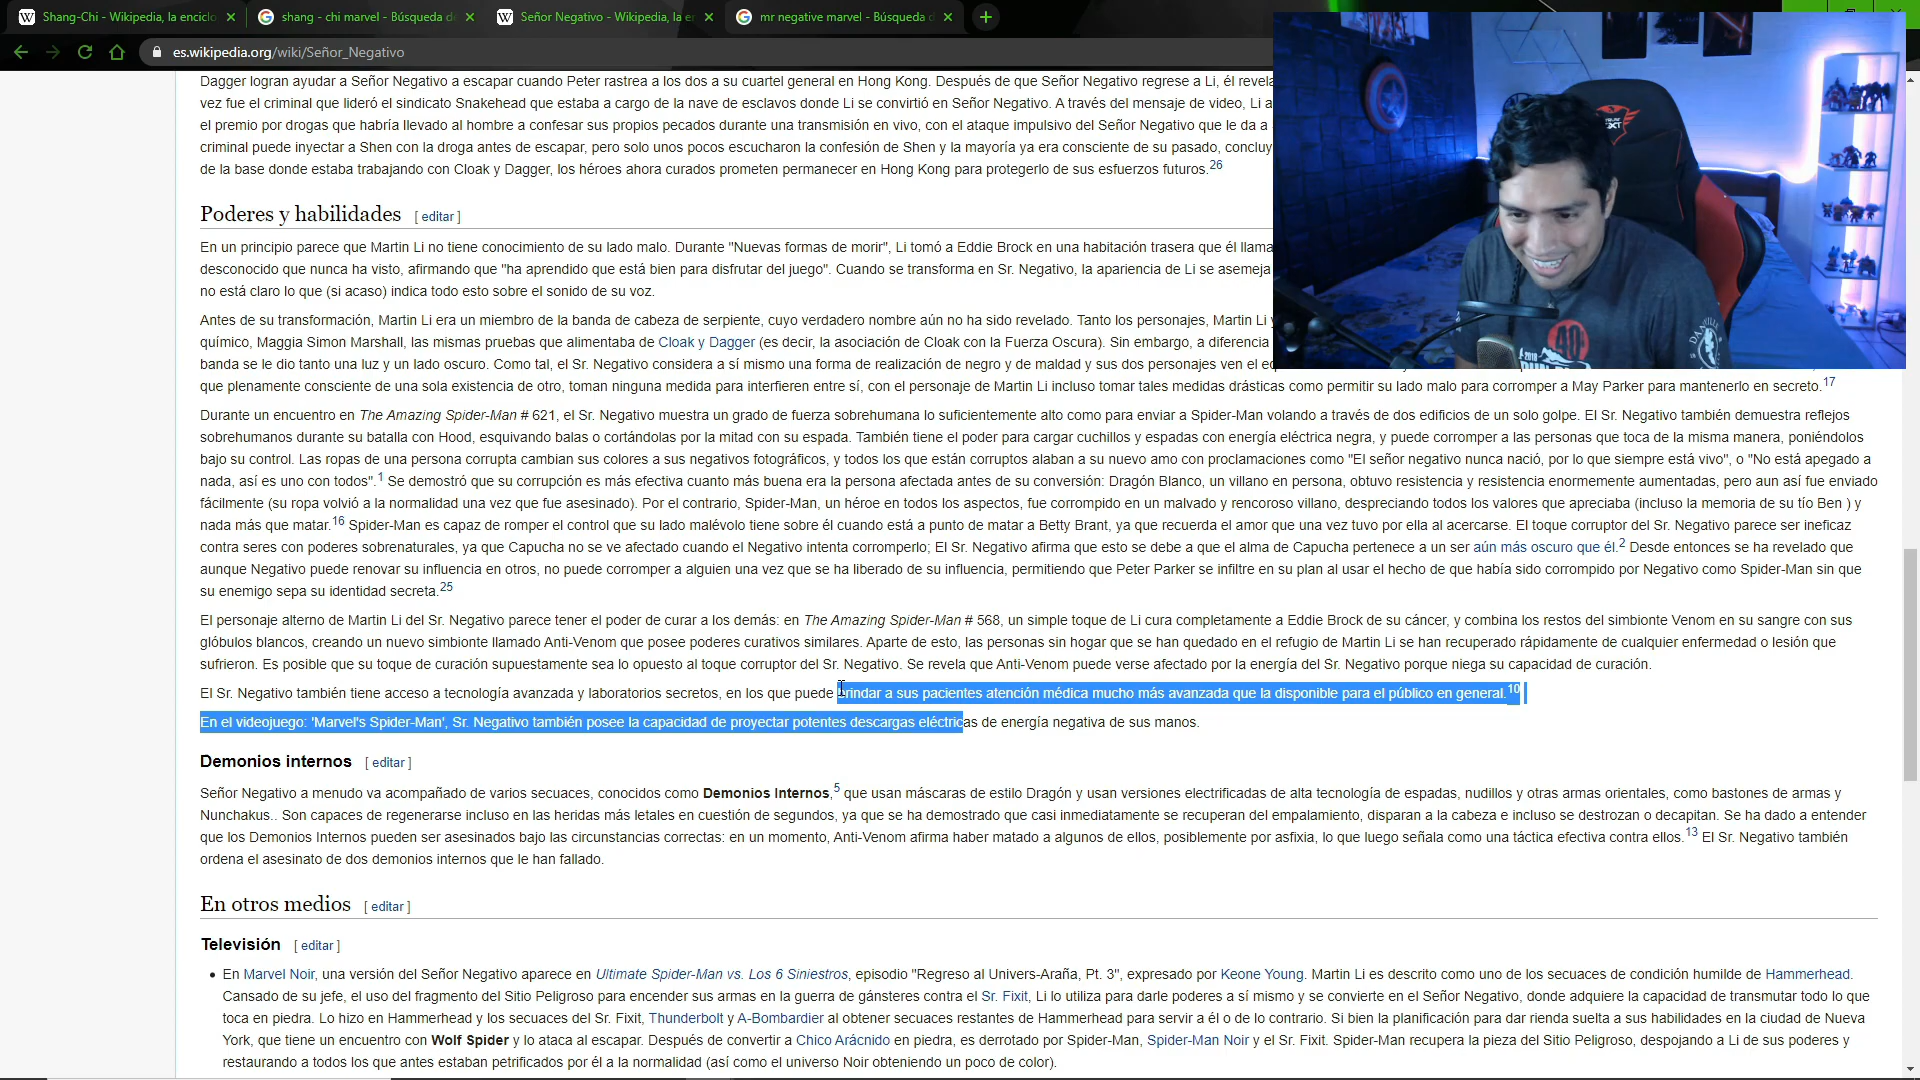 Shang-Chi - Wikipedia, la enciclo
shang - chi marvel - Búsqueda de
Señor Negativo - Wikipedia, la en
mr negative marvel - Búsqueda d
es.wikipedia.org/wiki/Señor_Negativo
Dagger logran ayudar a Señor Negativo a escapar cuando Peter rastrea a los dos a su cuartel general en Hong Kong. Después de que Señor Negativo regrese a Li, él revela
vez fue el criminal que lideró el sindicato Snakehead que estaba a cargo de la nave de esclavos donde Li se convirtió en Señor Negativo. A través del mensaje de video, Li a
el premio por drogas que habría llevado al hombre a confesar sus propios pecados durante una transmisión en vivo, con el ataque impulsivo del Señor Negativo que le da a
criminal puede inyectar a Shen con la droga antes de escapar, pero solo unos pocos escucharon la confesión de Shen y la mayoría ya era consciente de su pasado, concluy
de la base donde estaba trabajando con Cloak y Dagger, los héroes ahora curados prometen permanecer en Hong Kong para protegerlo de sus esfuerzos futuros.26
Poderes y habilidades [ editar ]
En un principio parece que Martin Li no tiene conocimiento de su lado malo. Durante "Nuevas formas de morir", Li tomó a Eddie Brock en una habitación trasera que él llama
desconocido que nunca ha visto, afirmando que "ha aprendido que está bien para disfrutar del juego". Cuando se transforma en Sr. Negativo, la apariencia de Li se asemeja
no está claro lo que (si acaso) indica todo esto sobre el sonido de su voz.
Antes de su transformación, Martin Li era un miembro de la banda de cabeza de serpiente, cuyo verdadero nombre aún no ha sido revelado. Tanto los personajes, Martin Li y
químico, Maggia Simon Marshall, las mismas pruebas que alimentaba de Cloak y Dagger (es decir, la asociación de Cloak con la Fuerza Oscura). Sin embargo, a diferencia
banda se le dio tanto una luz y un lado oscuro. Como tal, el Sr. Negativo considera a sí mismo una forma de realización de negro y de maldad y sus dos personajes ven el
que plenamente consciente de una sola existencia de otro, toman ninguna medida para interfieren entre sí, con el personaje de Martin Li incluso tomar tales medidas drásticas como permitir su lado malo para corromper a May Parker para mantenerlo en secreto.17
Durante un encuentro en The Amazing Spider-Man # 621, el Sr. Negativo muestra un grado de fuerza sobrehumana lo suficientemente alto como para enviar a Spider-Man volando a través de dos edificios de un solo golpe. El Sr. Negativo también demuestra reflejos
sobrehumanos durante su batalla con Hood, esquivando balas o cortándolas por la mitad con su espada. También tiene el poder para cargar cuchillos y espadas con energía eléctrica negra, y puede corromper a las personas que toca de la misma manera, poniéndolos
bajo su control. Las ropas de una persona corrupta cambian sus colores a sus negativos fotográficos, y todos los que están corruptos alaban a su nuevo amo con proclamaciones como "El señor negativo nunca nació, por lo que siempre está vivo", o "No está apegado a
nada, así es uno con todos".1 Se demostró que su corrupción es más efectiva cuanto más buena era la persona afectada antes de su conversión: Dragón Blanco, un villano en persona, obtuvo resistencia y resistencia enormemente aumentadas, pero aun así fue enviado
fácilmente (su ropa volvió a la normalidad una vez que fue asesinado). Por el contrario, Spider-Man, un héroe en todos los aspectos, fue corrompido en un malvado y rencoroso villano, despreciando todos los valores que apreciaba (incluso la memoria de su tío Ben ) y
nada más que matar.16 Spider-Man es capaz de romper el control que su lado malévolo tiene sobre él cuando está a punto de matar a Betty Brant, ya que recuerda el amor que una vez tuvo por ella al acercarse. El toque corruptor del Sr. Negativo parece ser ineficaz
contra seres con poderes sobrenaturales, ya que Capucha no se ve afectado cuando el Negativo intenta corromperlo; El Sr. Negativo afirma que esto se debe a que el alma de Capucha pertenece a un ser aún más oscuro que él.2 Desde entonces se ha revelado que
aunque Negativo puede renovar su influencia en otros, no puede corromper a alguien una vez que se ha liberado de su influencia, permitiendo que Peter Parker se infiltre en su plan al usar el hecho de que había sido corrompido por Negativo como Spider-Man sin que
su enemigo sepa su identidad secreta.25
El personaje alterno de Martin Li del Sr. Negativo parece tener el poder de curar a los demás: en The Amazing Spider-Man # 568, un simple toque de Li cura completamente a Eddie Brock de su cáncer, y combina los restos del simbionte Venom en su sangre con sus
glóbulos blancos, creando un nuevo simbionte llamado Anti-Venom que posee poderes curativos similares. Aparte de esto, las personas sin hogar que se han quedado en el refugio de Martin Li se han recuperado rápidamente de cualquier enfermedad o lesión que
sufrieron. Es posible que su toque de curación supuestamente sea lo opuesto al toque corruptor del Sr. Negativo. Se revela que Anti-Venom puede verse afectado por la energía del Sr. Negativo porque niega su capacidad de curación.
El Sr. Negativo también tiene acceso a tecnología avanzada y laboratorios secretos, en los que puede brindar a sus pacientes atención médica mucho más avanzada que la disponible para el público en general.10
En el videojuego: 'Marvel's Spider-Man', Sr. Negativo también posee la capacidad de proyectar potentes descargas eléctricas de energía negativa de sus manos.
Demonios internos [ editar ]
Señor Negativo a menudo va acompañado de varios secuaces, conocidos como Demonios Internos,5 que usan máscaras de estilo Dragón y usan versiones electrificadas de alta tecnología de espadas, nudillos y otras armas orientales, como bastones de armas y
Nunchakus.. Son capaces de regenerarse incluso en las heridas más letales en cuestión de segundos, ya que se ha demostrado que casi inmediatamente se recuperan del empalamiento, disparan a la cabeza e incluso se destrozan o decapitan. Se ha dado a entender
que los Demonios Internos pueden ser asesinados bajo las circunstancias correctas: en un momento, Anti-Venom afirma haber matado a algunos de ellos, posiblemente por asfixia, lo que luego señala como una táctica efectiva contra ellos.13 El Sr. Negativo también
ordena el asesinato de dos demonios internos que le han fallado.
En otros medios [ editar ]
Televisión [ editar ]
• En Marvel Noir, una versión del Señor Negativo aparece en Ultimate Spider-Man vs. Los 6 Siniestros, episodio "Regreso al Univers-Araña, Pt. 3", expresado por Keone Young. Martin Li es descrito como uno de los secuaces de condición humilde de Hammerhead.
Cansado de su jefe, el uso del fragmento del Sitio Peligroso para encender sus armas en la guerra de gánsteres contra el Sr. Fixit, Li lo utiliza para darle poderes a sí mismo y se convierte en el Señor Negativo, donde adquiere la capacidad de transmutar todo lo que
toca en piedra. Lo hizo en Hammerhead y los secuaces del Sr. Fixit, Thunderbolt y A-Bombardier al obtener secuaces restantes de Hammerhead para servir a él o de lo contrario. Si bien la planificación para dar rienda suelta a sus habilidades en la ciudad de Nueva
York, que tiene un encuentro con Wolf Spider y lo ataca al escapar. Después de convertir a Chico Arácnido en piedra, es derrotado por Spider-Man, Spider-Man Noir y el Sr. Fixit. Spider-Man recupera la pieza del Sitio Peligroso, despojando a Li de sus poderes y
restaurando a todos los que antes estaban petrificados por él a la normalidad (así como el universo Noir obteniendo un poco de color).